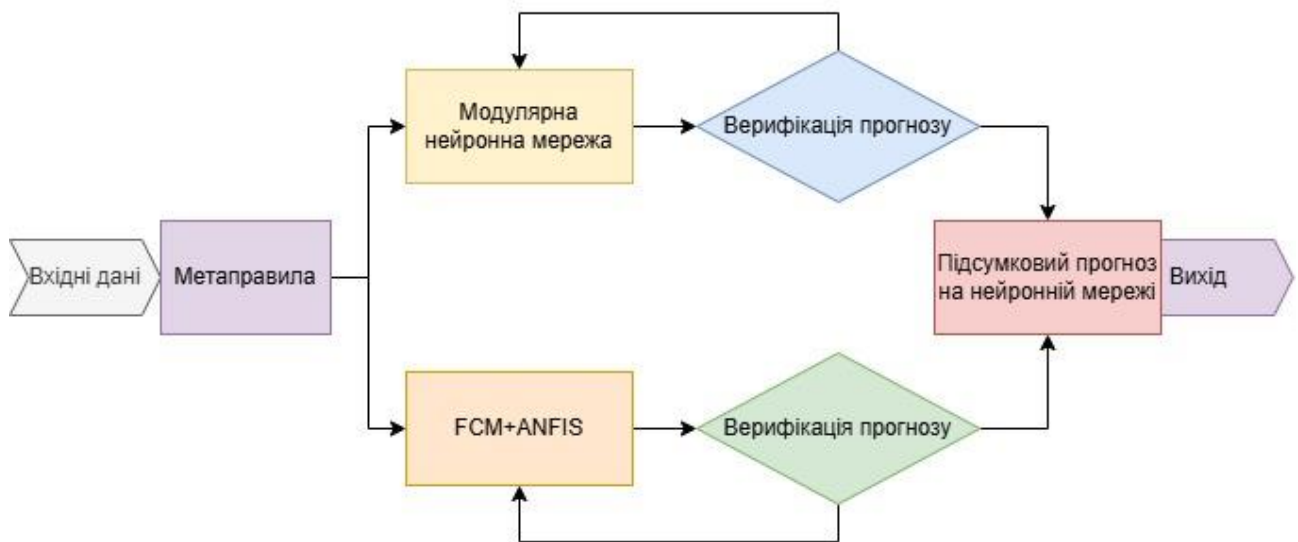 Модулярна
нейронна мережа
Верифікація прогнозу
Вхідні дані
Метаправила
Підсумковий прогноз
на нейронній мережі
Вихід
FCM+ANFIS
Верифікація прогнозу